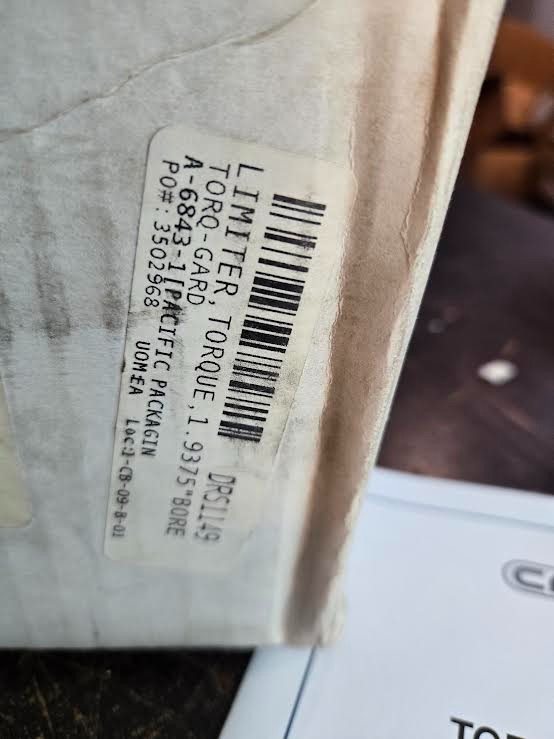 DRS1149
LIMITER, TORQUE,1.9375"BORE
TORQ-GARD
A-6843-1[PACIFIC PACKAGIN
PO#: 3502968 UOM:EA Loc:1-CB-09-8-01